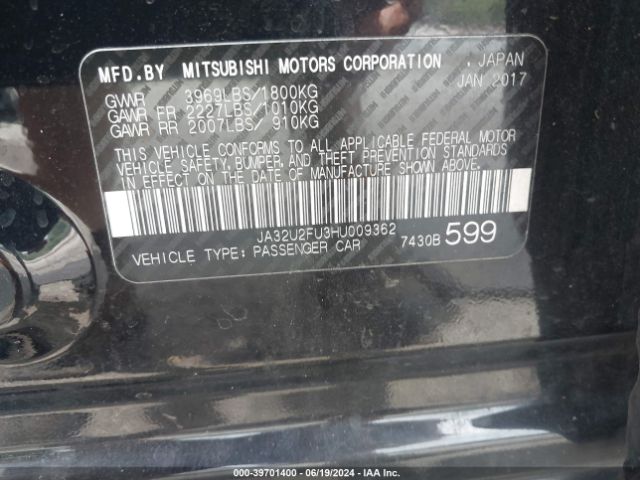 MFD.BY MITSUBISHI MOTORS CORPORATION . JAPAN
JAN 2017
GVWR 3969LBS/1800KG
GAWR FR 2227LBS/1010KG
GAWR RR 2007LBS/ 910KG
THIS VEHICLE CONFORMS TO ALL APPLICABLE FEDERAL MOTOR
VEHICLE SAFETY, BUMPER, AND THEFT PREVENTION STANDARDS
IN EFFECT ON THE DATE OF MANUFACTURE SHOWN ABOVE.
JA32U2FU3HU009362
VEHICLE TYPE: PASSENGER CAR 7430B 599
000-39701400 - 06/19/2024 - IAA Inc.